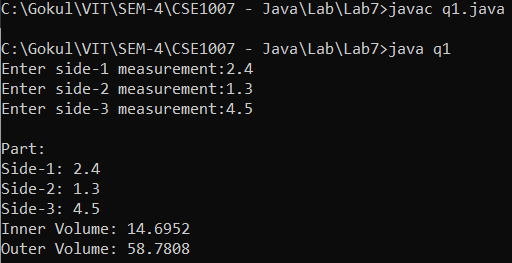 C:\Gokul\VIT\SEM-4\CSE1007 - Java\Lab\Lab7>javac q1.java
C:\Gokul\VIT\SEM-4\CSE1007 - Java\Lab\Lab7>java q1
Enter side-1 measurement:2.4
Enter side-2 measurement:1.3
Enter side-3 measurement:4.5
Part:
Side-1: 2.4
Side-2: 1.3
Side-3: 4.5
Inner Volume: 14.6952
Outer Volume: 58.7808